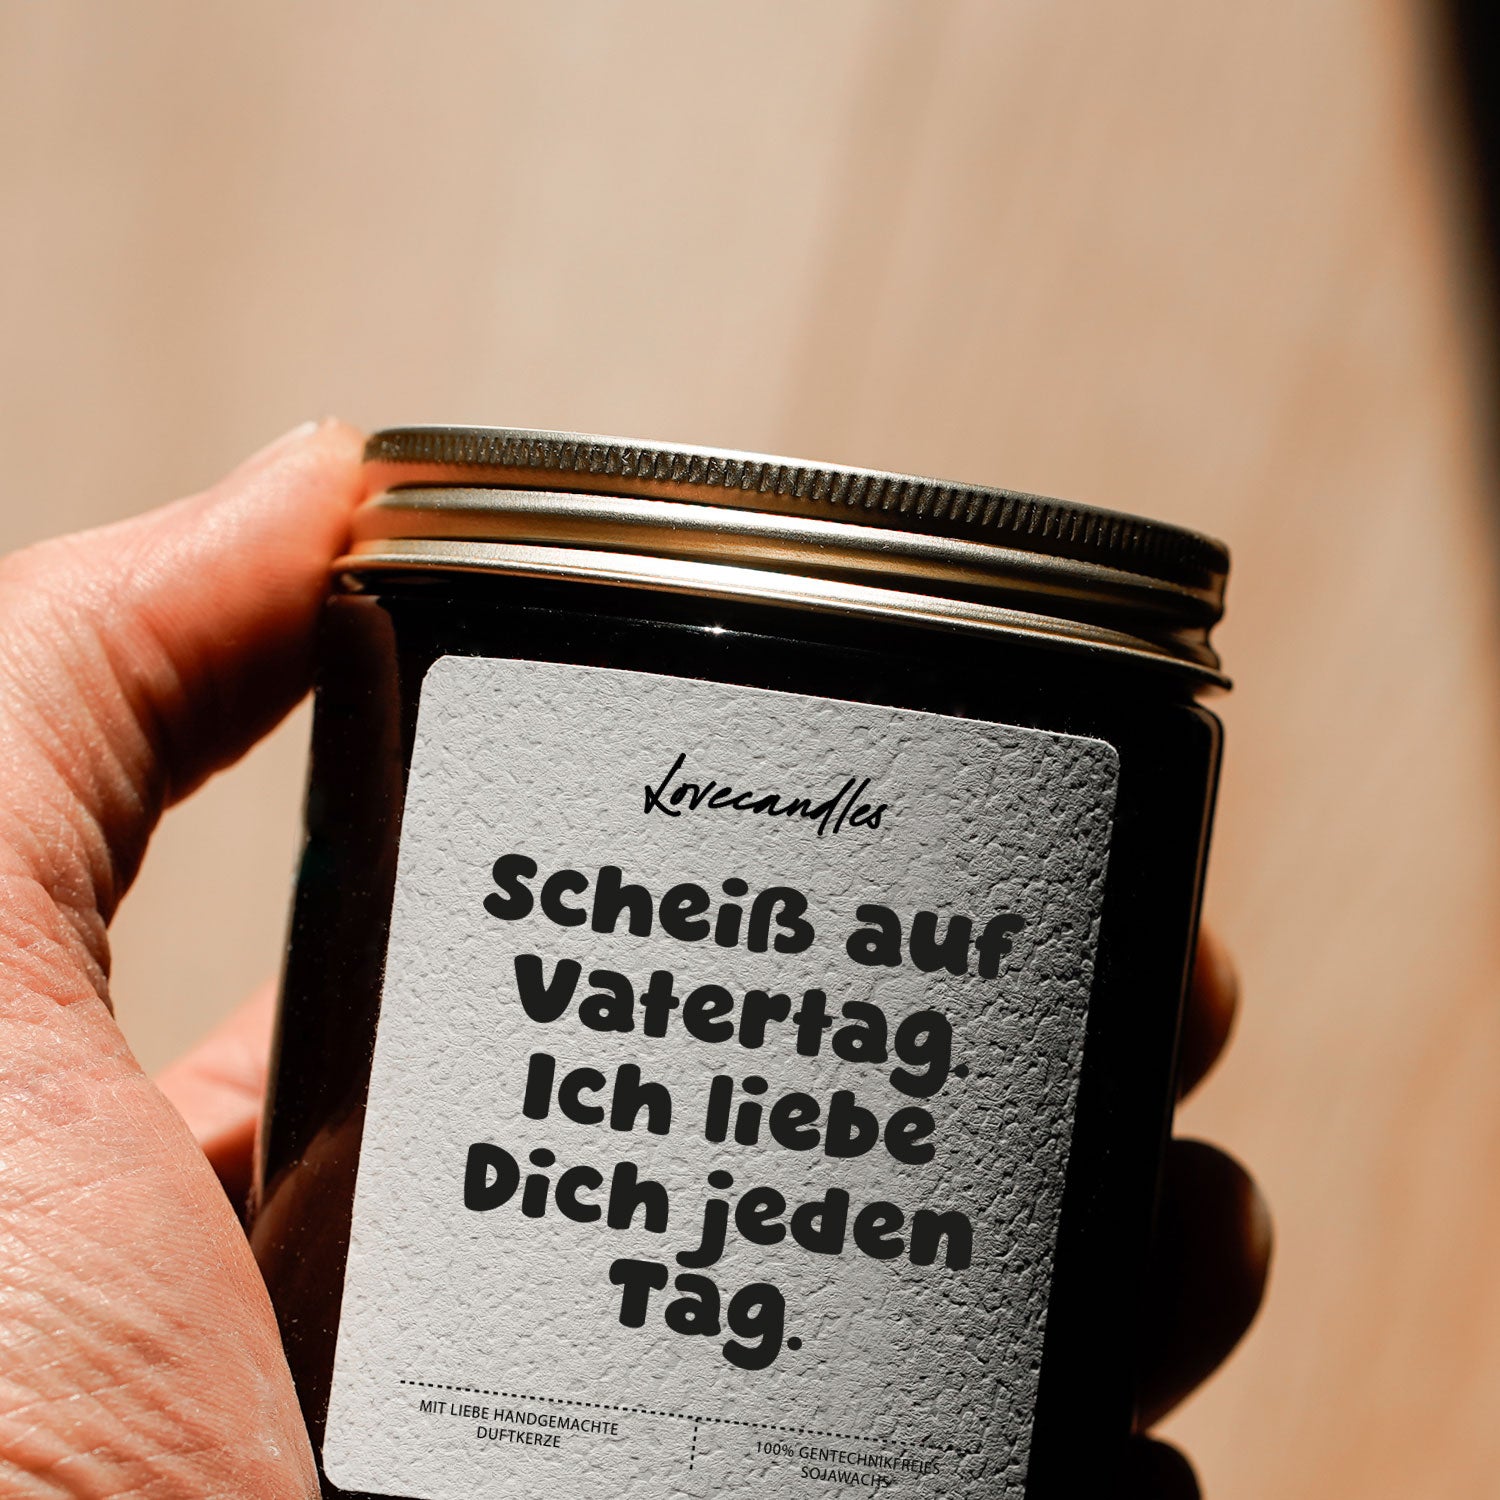 Lovecandles
Scheiß auf
Vatertag.
Ich liebe
Dich jeden
Tag.
MIT LIEBE HANDGEMACHTE
DUFTKERZE
100% GENTECHNIKFREIES
SOJAWACHS